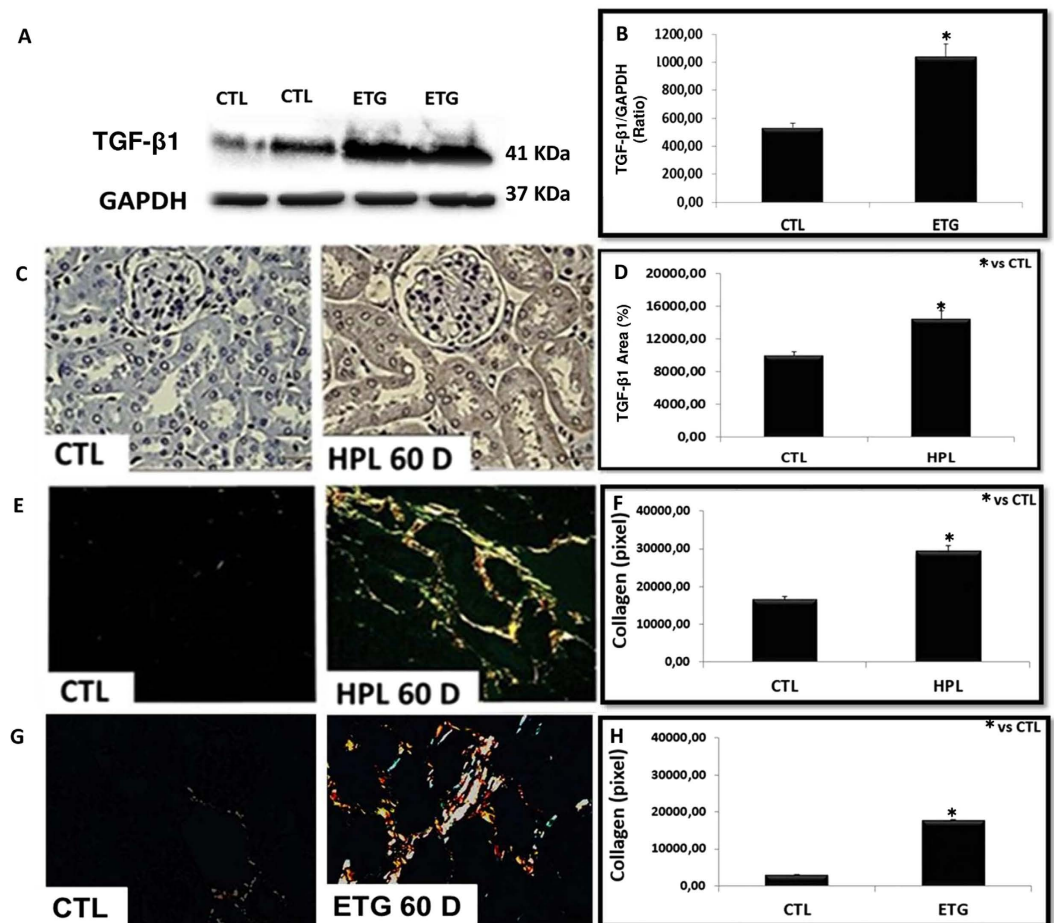 A
CTL CTL ETG ETG
TGF-β1
41 KDa
GAPDH
37 KDa
B
TGF-β1/GAPDH
(Ratio)
1200,00
1000,00
800,00
600,00
400,00
200,00
0,00
*
CTL
ETG
C
CTL
HPL 60 D
D
* vs CTL
TGF-β1 Area (%)
20000,00
16000,00
12000,00
8000,00
4000,00
0,00
*
CTL
HPL
E
CTL
HPL 60 D
F
* vs CTL
Collagen (pixel)
40000,00
30000,00
20000,00
10000,00
0,00
*
CTL
HPL
G
CTL
ETG 60 D
H
* vs CTL
Collagen (pixel)
40000,00
30000,00
20000,00
10000,00
0,00
*
CTL
ETG